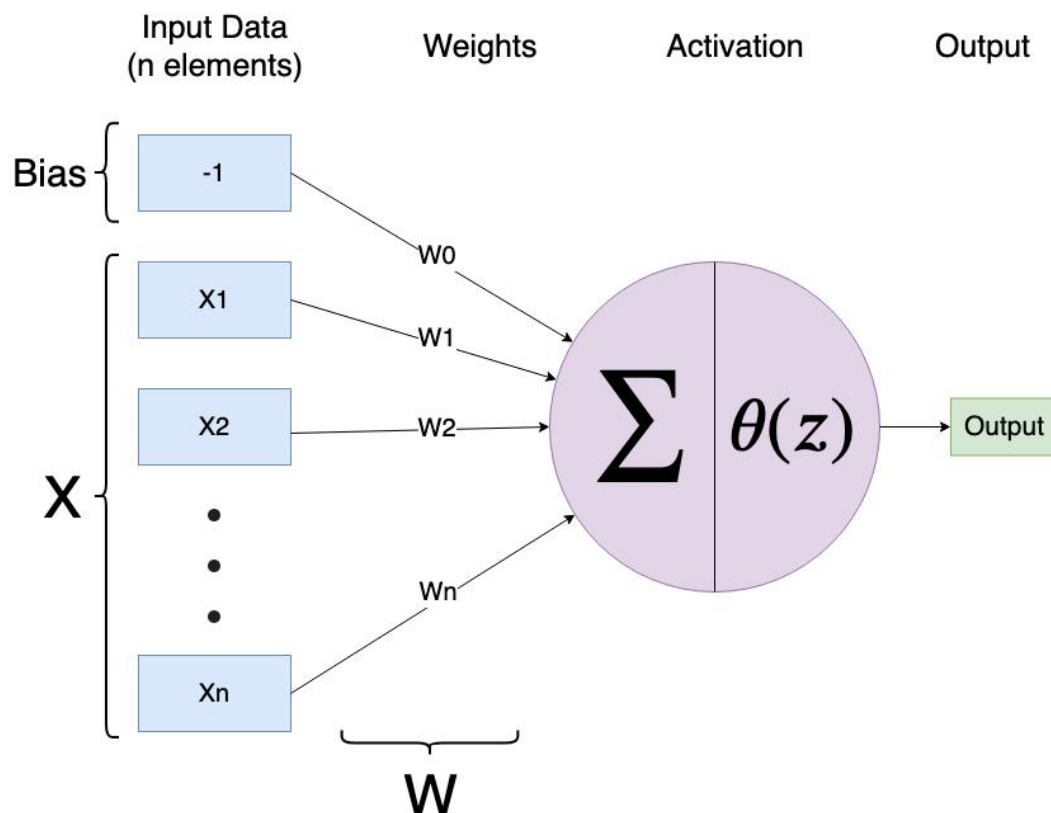 Input Data
(n elements)
Weights
Activation
Output
Bias
-1
W0
X1
W1
X
X2
W2
∑
θ(z)
Output
Wn
Xn
W